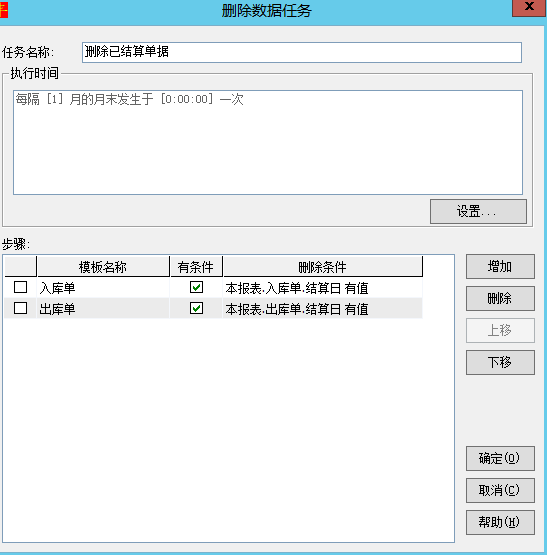 删除数据任务
x
任务名称:
删除已结算单据
执行时间
每隔 [1] 月的月末发生于 [0:00:00] 一次
设置...
步骤:
模板名称 有条件 删除条件
入库单 本报表.入库单.结算日 有值
出库单 本报表.出库单.结算日 有值
增加
删除
上移
下移
确定(O)
取消(C)
帮助(H)